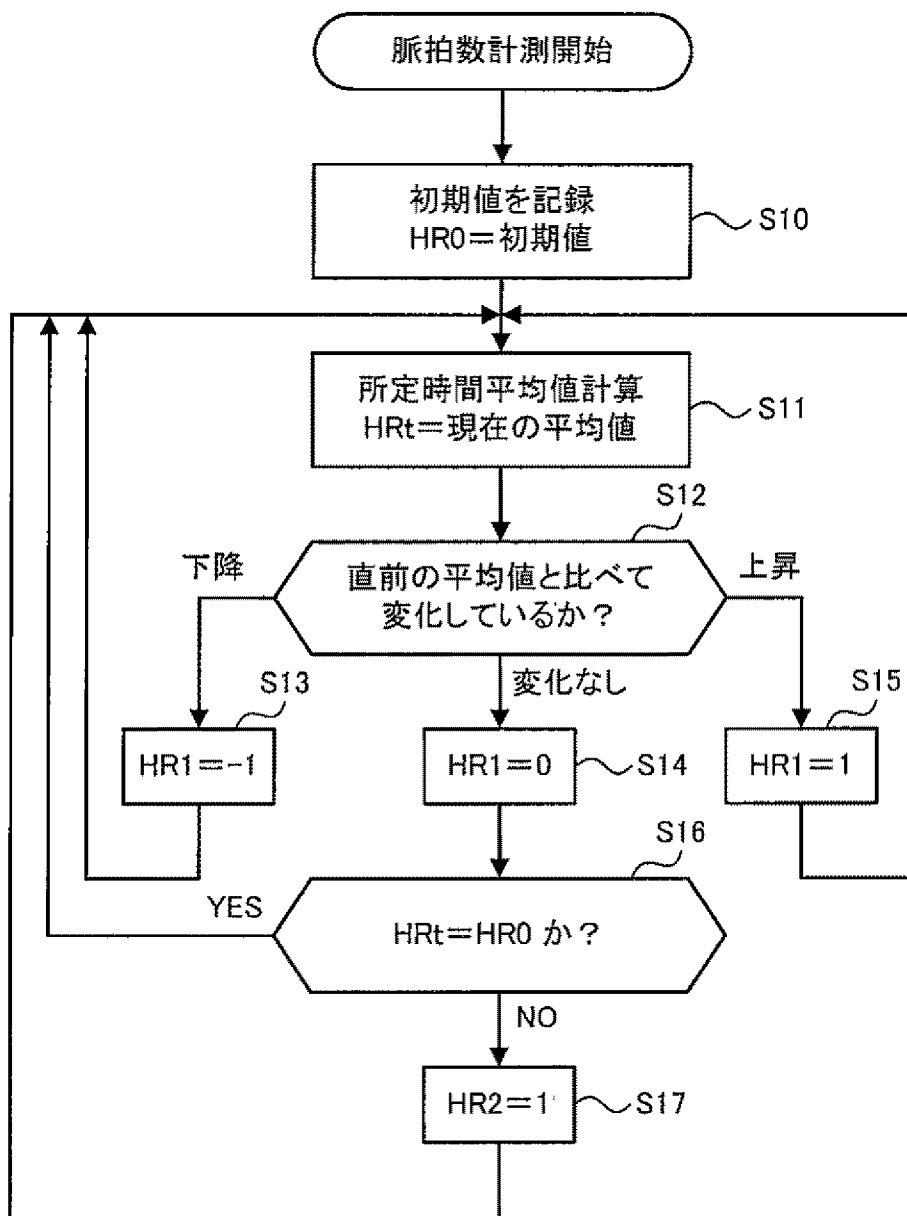 脈拍数計測開始
初期値を記録
HR0=初期値
S10
所定時間平均値計算
HRt=現在の平均値
S11
S12
下降
直前の平均値と比べて
変化しているか？
上昇
変化なし
S13
HR1=-1
HR1=0
S14
S15
HR1=1
S16
YES
HRt=HR0 か？
NO
HR2=1
S17